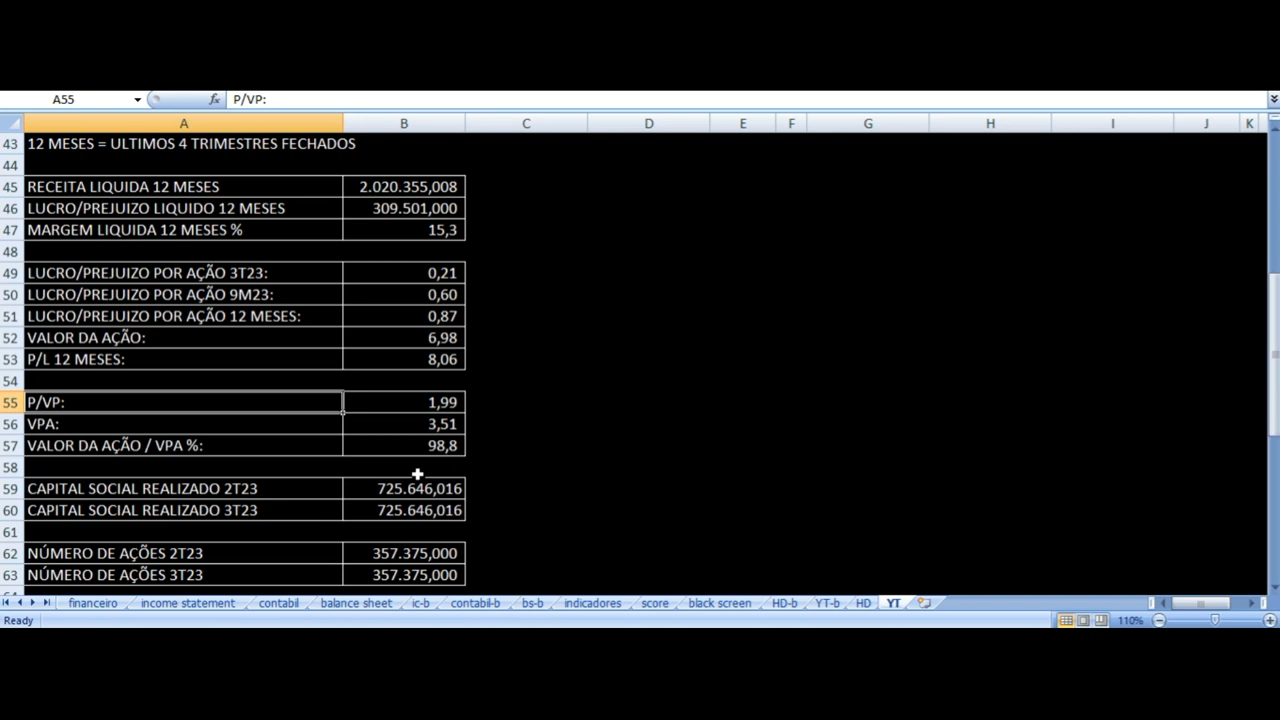 A55 fx P/VP:
A B C D E F G H I J K
43 12 MESES = ULTIMOS 4 TRIMESTRES FECHADOS
44
45 RECEITA LIQUIDA 12 MESES 2.020.355,008
46 LUCRO/PREJUIZO LIQUIDO 12 MESES 309.501,000
47 MARGEM LIQUIDA 12 MESES % 15,3
48
49 LUCRO/PREJUIZO POR AÇÃO 3T23: 0,21
50 LUCRO/PREJUIZO POR AÇÃO 9M23: 0,60
51 LUCRO/PREJUIZO POR AÇÃO 12 MESES: 0,87
52 VALOR DA AÇÃO: 6,98
53 P/L 12 MESES: 8,06
54
55 P/VP: 1,99
56 VPA: 3,51
57 VALOR DA AÇÃO / VPA %: 98,8
58
59 CAPITAL SOCIAL REALIZADO 2T23 725.646,016
60 CAPITAL SOCIAL REALIZADO 3T23 725.646,016
61
62 NÚMERO DE AÇÕES 2T23 357.375,000
63 NÚMERO DE AÇÕES 3T23 357.375,000
financeiro income statement contabil balance sheet ic-b contabil-b bs-b indicadores score black screen HD-b YT-b HD YT
Ready 110%